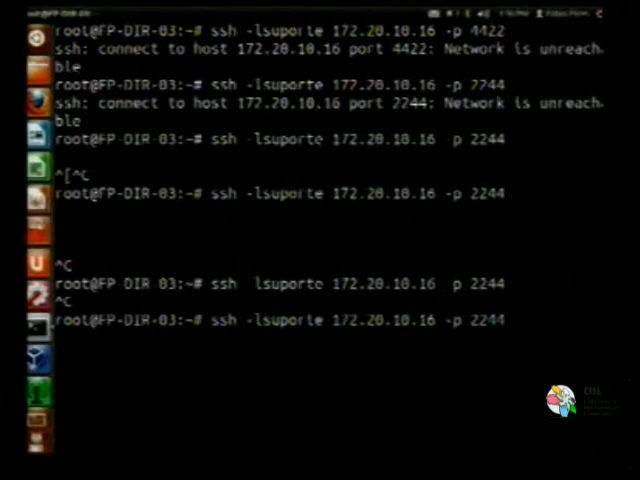 root@FP-DIR-03:~# ssh -lsuporte 172.20.10.16 -p 4422
ssh: connect to host 172.20.10.16 port 4422: Network is unreacha
ble
root@FP-DIR-03:~# ssh -lsuporte 172.20.10.16 -p 2244
ssh: connect to host 172.20.10.16 port 2244: Network is unreacha
ble
root@FP-DIR-03:~# ssh -lsuporte 172.20.10.16 -p 2244
^[^C
root@FP-DIR-03:~# ssh -lsuporte 172.20.10.16 -p 2244
^C
root@FP-DIR-03:~# ssh -lsuporte 172.20.10.16 -p 2244
^C
root@FP-DIR-03:~# ssh -lsuporte 172.20.10.16 -p 2244